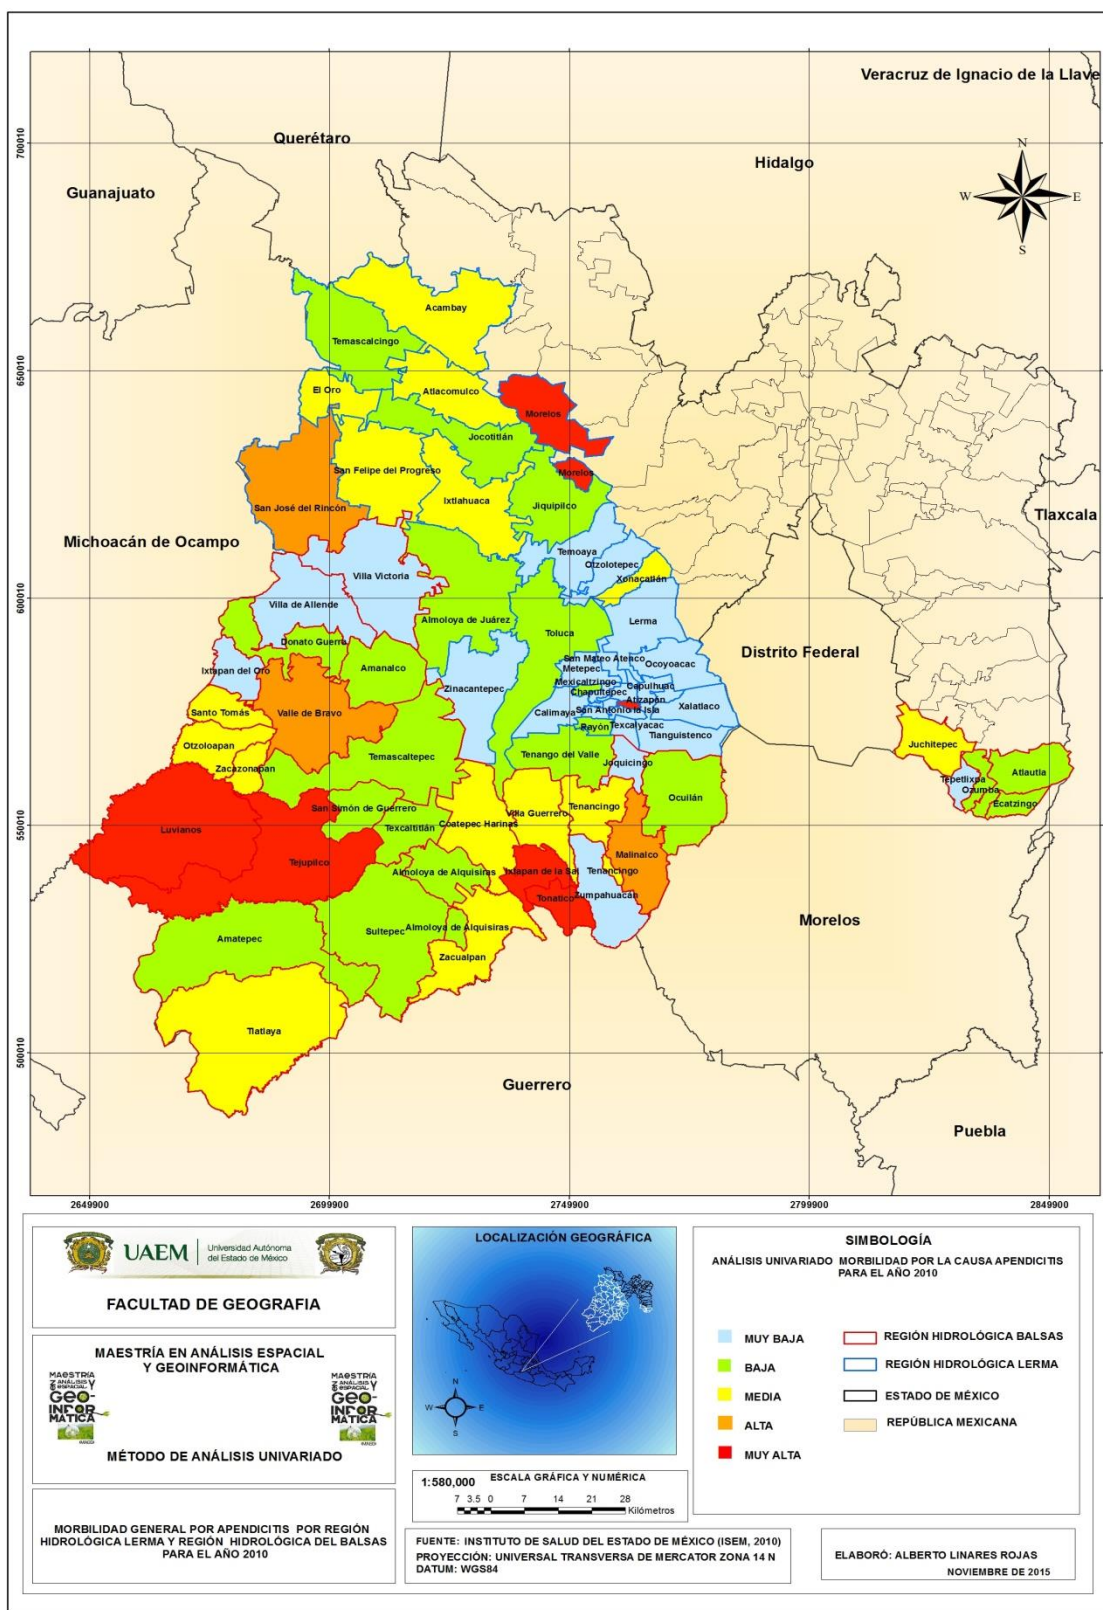 Veracruz de Ignacio de la Llave
Querétaro
Hidalgo
Guanajuato
N
W
E
S
700010
Acambay
Temascalcingo
650010
El Oro
Atlacomulco
Morelos
Jocotitlán
San Felipe del Progreso
Morelos
Ixtlahuaca
San José del Rincón
Jiquipilco
Tlaxcala
Michoacán de Ocampo
Villa Victoria
Temoaya
Otzolotepec
Xonacatlán
600010
Villa de Allende
Almoloya de Juárez
Lerma
Toluca
Donato Guerra
Distrito Federal
San Mateo Atenco
Ocoyoacac
Ixtapan del Oro
Amanalco
Metepec
Mexicaltzingo
Capulhuac
Zinacantepec
Chapultepec
Atizapán
Xalatlaco
Santo Tomás
Valle de Bravo
San Antonio la Isla
Calimaya
Rayón
Texcalyacac
Tianguistenco
Otzoloapan
Temascaltepec
Tenango del Valle
Juchitepec
Zacazonapan
Joquicingo
Tepetlixpa
Atlautla
Ozumba
Ocuilán
Ecatzingo
San Simón de Guerrero
Villa Guerrero
Tenancingo
550010
Luvianos
Texcaltitlán
Coatepec Harinas
Tejupilco
Malinalco
Almoloya de Alquisiras
Ixtapan de la Sal
Tenancingo
Tonatico
Zumpahuacán
Morelos
Amatepec
Sultepec
Almoloya de Alquisiras
Zacualpan
Tlatlaya
500010
Guerrero
Puebla
2649900
2699900
2749900
2799900
2849900
UAEM
Universidad Autónoma
del Estado de México
FACULTAD DE GEOGRAFIA
MAESTRÍA EN ANÁLISIS ESPACIAL
Y GEOINFORMÁTICA
MÉTODO DE ANÁLISIS UNIVARIADO
MORBILIDAD GENERAL POR APENDICITIS POR REGIÓN
HIDROLÓGICA LERMA Y REGIÓN HIDROLÓGICA DEL BALSAS
PARA EL AÑO 2010
LOCALIZACIÓN GEOGRÁFICA
N
W
E
S
1:580,000
ESCALA GRÁFICA Y NUMÉRICA
7 3.5 0 7 14 21 28
Kilómetros
FUENTE: INSTITUTO DE SALUD DEL ESTADO DE MÉXICO (ISEM, 2010)
PROYECCIÓN: UNIVERSAL TRANSVERSA DE MERCATOR ZONA 14 N
DATUM: WGS84
SIMBOLOGÍA
ANÁLISIS UNIVARIADO MORBILIDAD POR LA CAUSA APENDICITIS
PARA EL AÑO 2010
MUY BAJA
REGIÓN HIDROLÓGICA BALSAS
BAJA
REGIÓN HIDROLÓGICA LERMA
MEDIA
ESTADO DE MÉXICO
ALTA
REPÚBLICA MEXICANA
MUY ALTA
ELABORÓ: ALBERTO LINARES ROJAS
NOVIEMBRE DE 2015